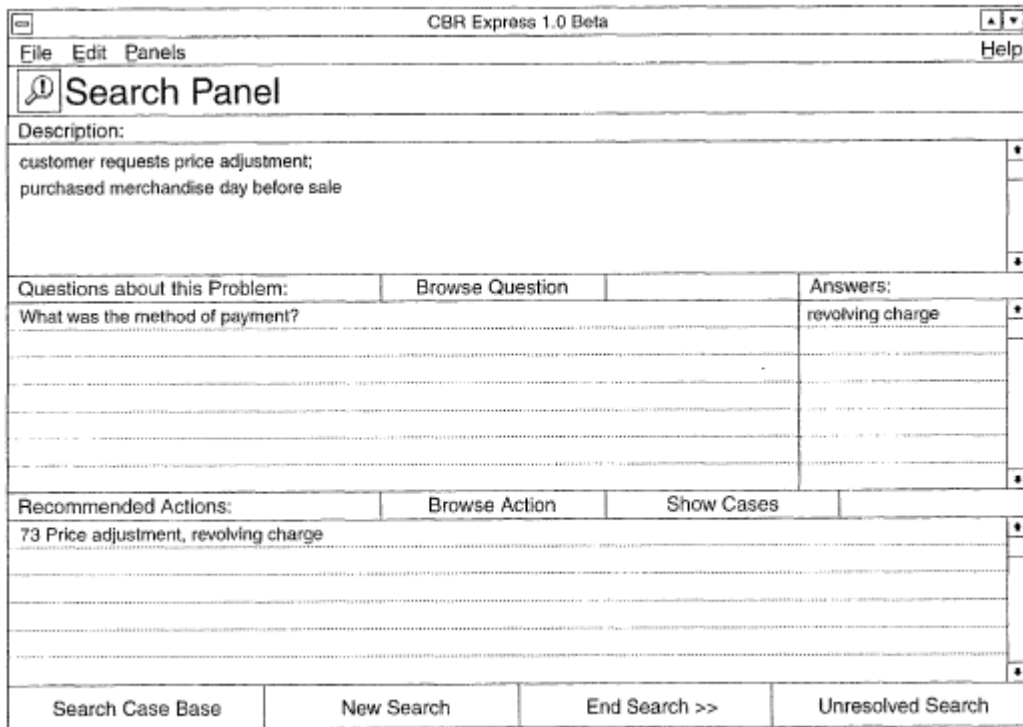 CBR Express 1.0 Beta
File Edit Panels Help
Search Panel
Description:
customer requests price adjustment;
purchased merchandise day before sale
Questions about this Problem: Browse Question Answers:
What was the method of payment? revolving charge
Recommended Actions: Browse Action Show Cases
73 Price adjustment, revolving charge
Search Case Base New Search End Search >> Unresolved Search